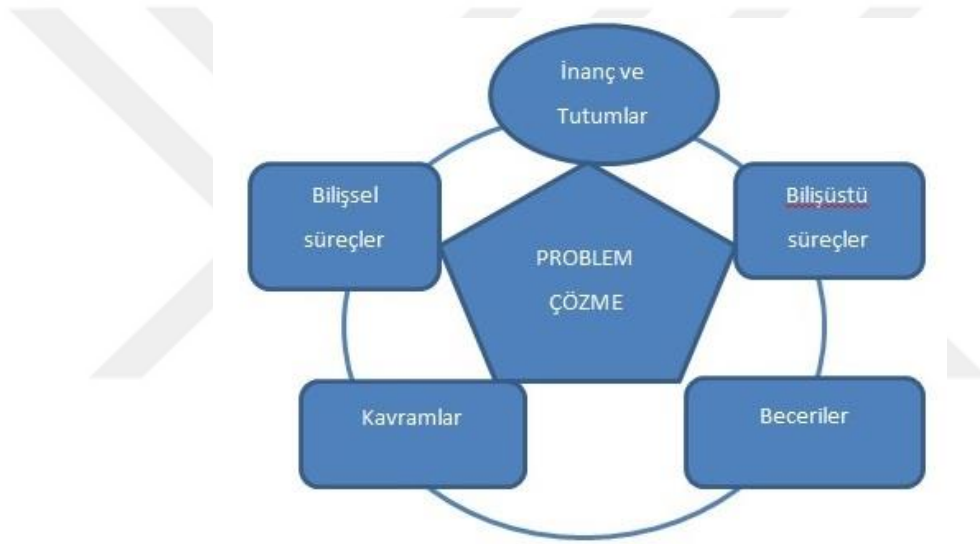 İnanç ve
Tutumlar
Bilişsel
süreçler
Bilişüstü
süreçler
PROBLEM
ÇÖZME
Kavramlar
Beceriler